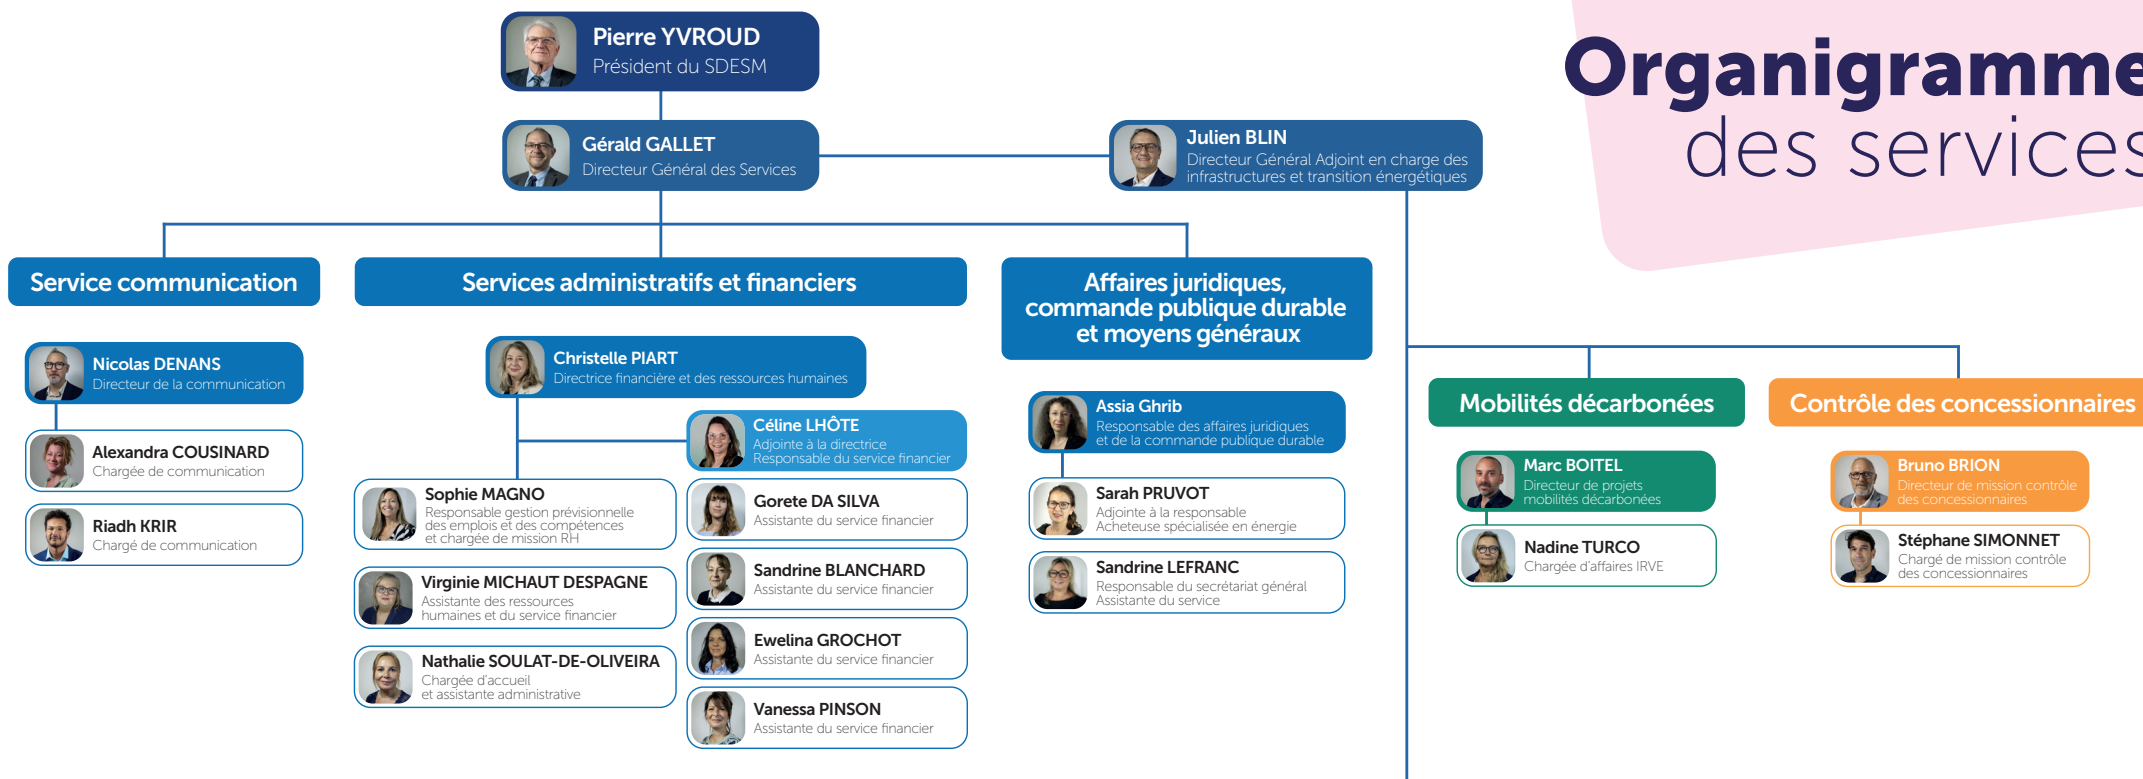 Organigramme
des services
Pierre YVROUD
Président du SDESM
Gérald GALLET
Directeur Général des Services
Julien BLIN
Directeur Général Adjoint en charge des
infrastructures et transition énergétiques
Service communication
Nicolas DENANS
Directeur de la communication
Alexandra COUSINARD
Chargée de communication
Riadh KRIR
Chargé de communication
Services administratifs et financiers
Christelle PIART
Directrice financière et des ressources humaines
Sophie MAGNO
Responsable gestion prévisionnelle
des emplois et des compétences
et chargée de mission RH
Virginie MICHAUT DESPAGNE
Assistante des ressources
humaines et du service financier
Nathalie SOULAT-DE-OLIVEIRA
Chargée d'accueil
et assistante administrative
Céline LHÔTE
Adjointe à la directrice
Responsable du service financier
Gorete DA SILVA
Assistante du service financier
Sandrine BLANCHARD
Assistante du service financier
Ewelina GROCHOT
Assistante du service financier
Vanessa PINSON
Assistante du service financier
Affaires juridiques,
commande publique durable
et moyens généraux
Assia Ghrib
Responsable des affaires juridiques
et de la commande publique durable
Sarah PRUVOT
Adjointe à la responsable
Acheteuse spécialisée en énergie
Sandrine LEFRANC
Responsable du secrétariat général
Assistante du service
Mobilités décarbonées
Marc BOITEL
Directeur de projets
mobilités décarbonées
Nadine TURCO
Chargée d'affaires IRVE
Contrôle des concessionnaires
Bruno BRION
Directeur de mission contrôle
des concessionnaires
Stéphane SIMONNET
Chargé de mission contrôle
des concessionnaires